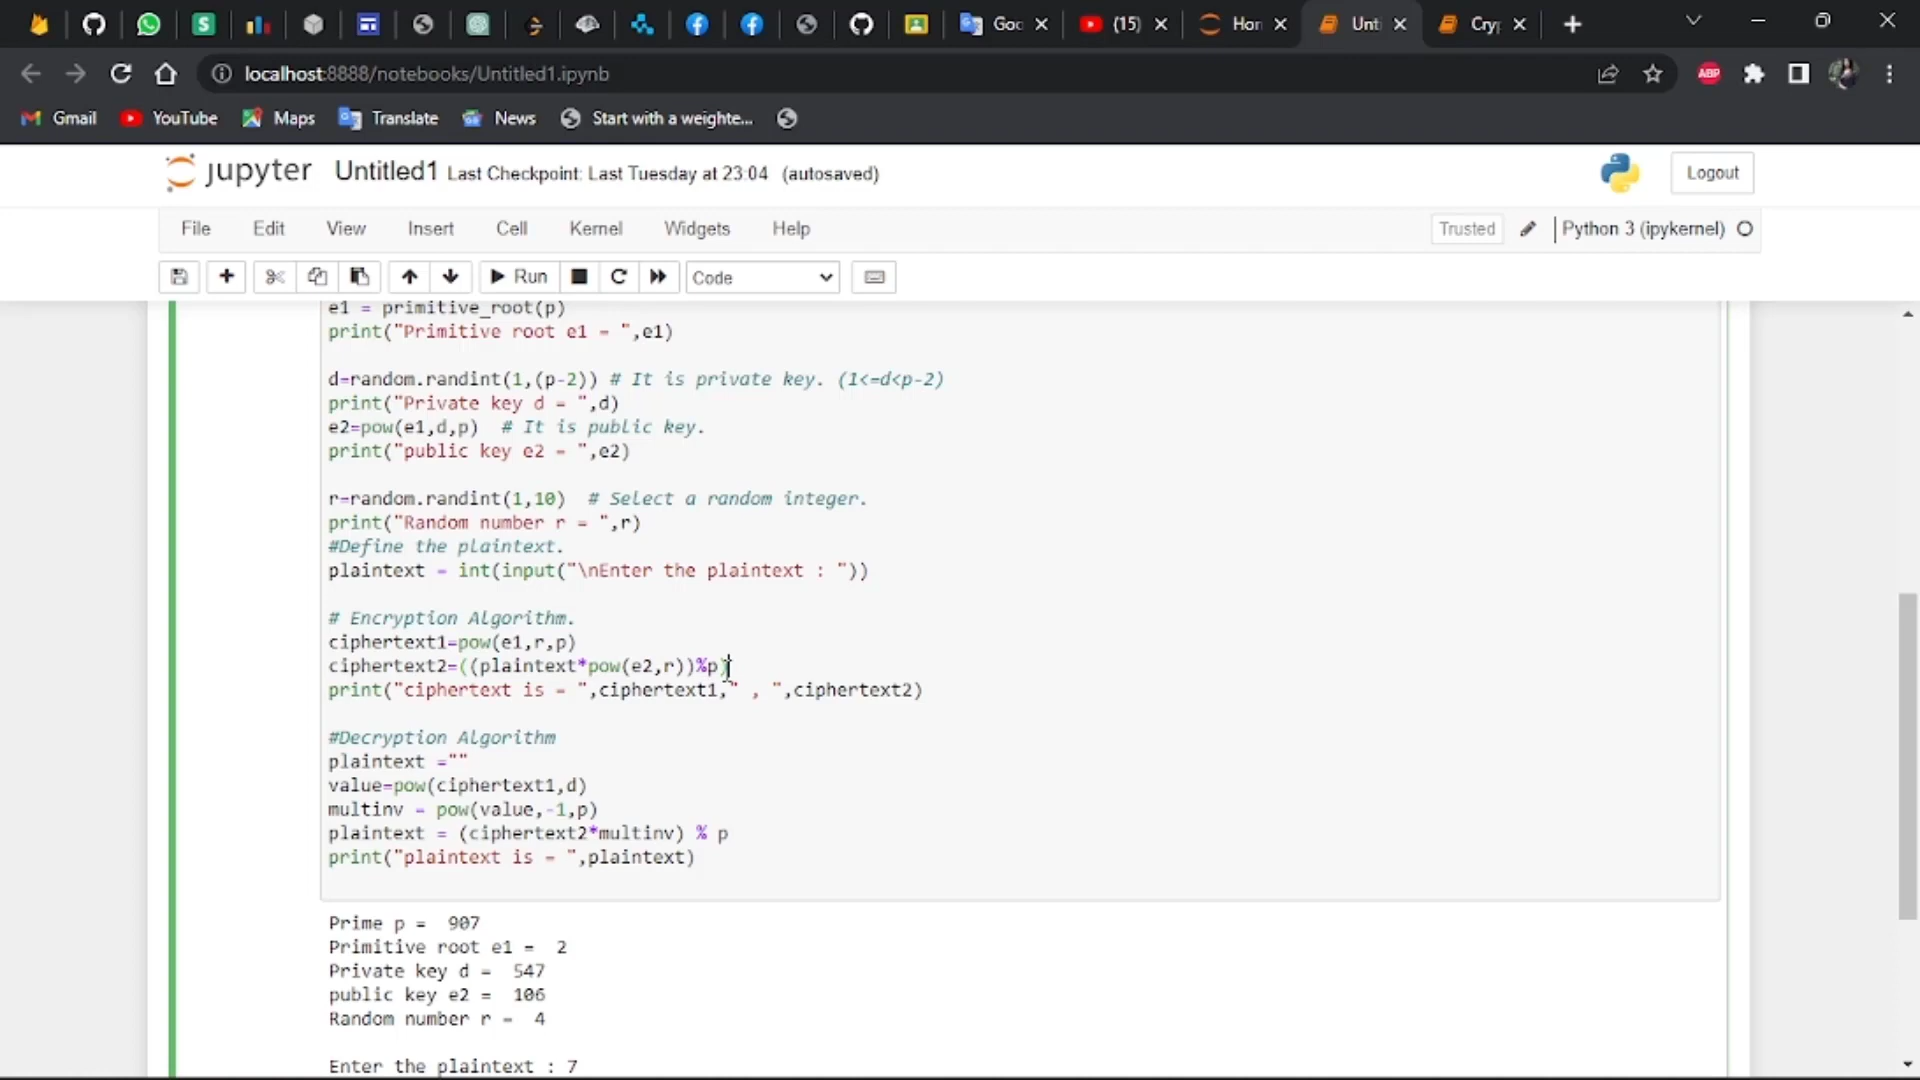 Goo
(15)
Hor
Unti
Cry
localhost:8888/notebooks/Untitled1.ipynb
ABP
Gmail
YouTube
Maps
Translate
News
Start with a weighte...
jupyter
Untitled1
Last Checkpoint: Last Tuesday at 23:04
(autosaved)
Logout
File
Edit
View
Insert
Cell
Kernel
Widgets
Help
Trusted
Python 3 (ipykernel)
Run
Code
e1 = primitive_root(p)
print("Primitive root e1 = ",e1)
d=random.randint(1,(p-2)) # It is private key. (1<=d<p-2)
print("Private key d = ",d)
e2=pow(e1,d,p)  # It is public key.
print("public key e2 = ",e2)
r=random.randint(1,10)  # Select a random integer.
print("Random number r = ",r)
#Define the plaintext.
plaintext = int(input("\nEnter the plaintext : "))
# Encryption Algorithm.
ciphertext1=pow(e1,r,p)
ciphertext2=((plaintext*pow(e2,r))%p)
print("ciphertext is = ",ciphertext1," , ",ciphertext2)
#Decryption Algorithm
plaintext =""
value=pow(ciphertext1,d)
multinv = pow(value,-1,p)
plaintext = (ciphertext2*multinv) % p
print("plaintext is = ",plaintext)
Prime p =  907
Primitive root e1 =  2
Private key d =  547
public key e2 =  106
Random number r =  4
Enter the plaintext : 7